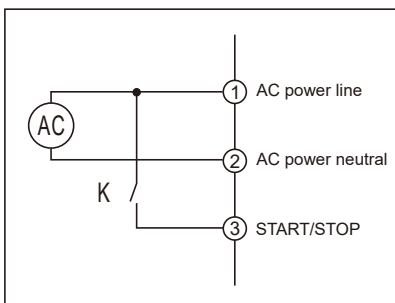 1 AC power line
AC
2 AC power neutral
K
3 START/STOP